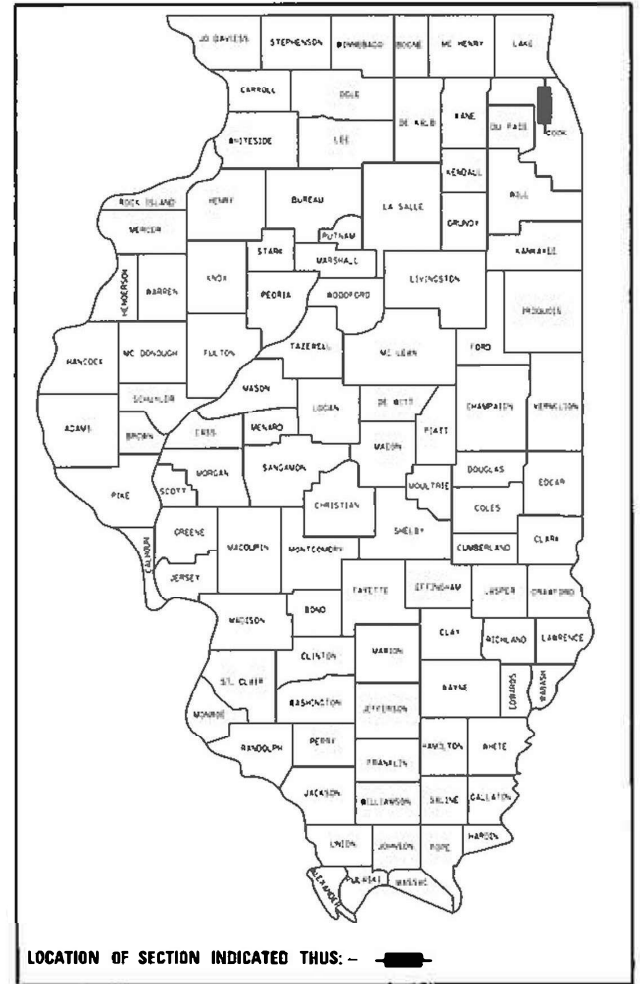 JO DAVIESS STEPHENSON WINNEBAGO BOONE MC HENRY LAKE
CARROLL OGLE DE KALB KANE DU PAGE COOK
WHITESIDE LEE
KENDALL WILL
ROCK ISLAND HENRY BUREAU LA SALLE GRUNDY
MERCER PUTNAM KANKAKEE
STARK MARSHALL
HENDERSON WARREN KNOX PEORIA WOODFORD LIVINGSTON IROQUOIS
HANCOCK MC DONOUGH FULTON TAZEWELL MC LEAN FORD
MASON
SCHUYLER LOGAN DE WITT CHAMPAIGN VERMILION
ADAMS BROWN CASS MENARD MACON PIATT
PIKE SCOTT MORGAN SANGAMON DOUGLAS EDGAR
CHRISTIAN MOULTRIE COLES
CALHOUN GREENE MACOUPIN MONTGOMERY SHELBY CUMBERLAND CLARK
JERSEY FAYETTE EFFINGHAM JASPER CRAWFORD
MADISON BOND CLAY RICHLAND LAWRENCE
CLINTON MARION
ST. CLAIR WAYNE EDWARDS WABASH
MONROE WASHINGTON JEFFERSON
RANDOLPH PERRY HAMILTON WHITE
FRANKLIN
JACKSON WILLIAMSON SALINE GALLATON
UNION JOHNSON POPE HARDIN
ALEXANDER PULASKI MASSAC
LOCATION OF SECTION INDICATED THUS: –